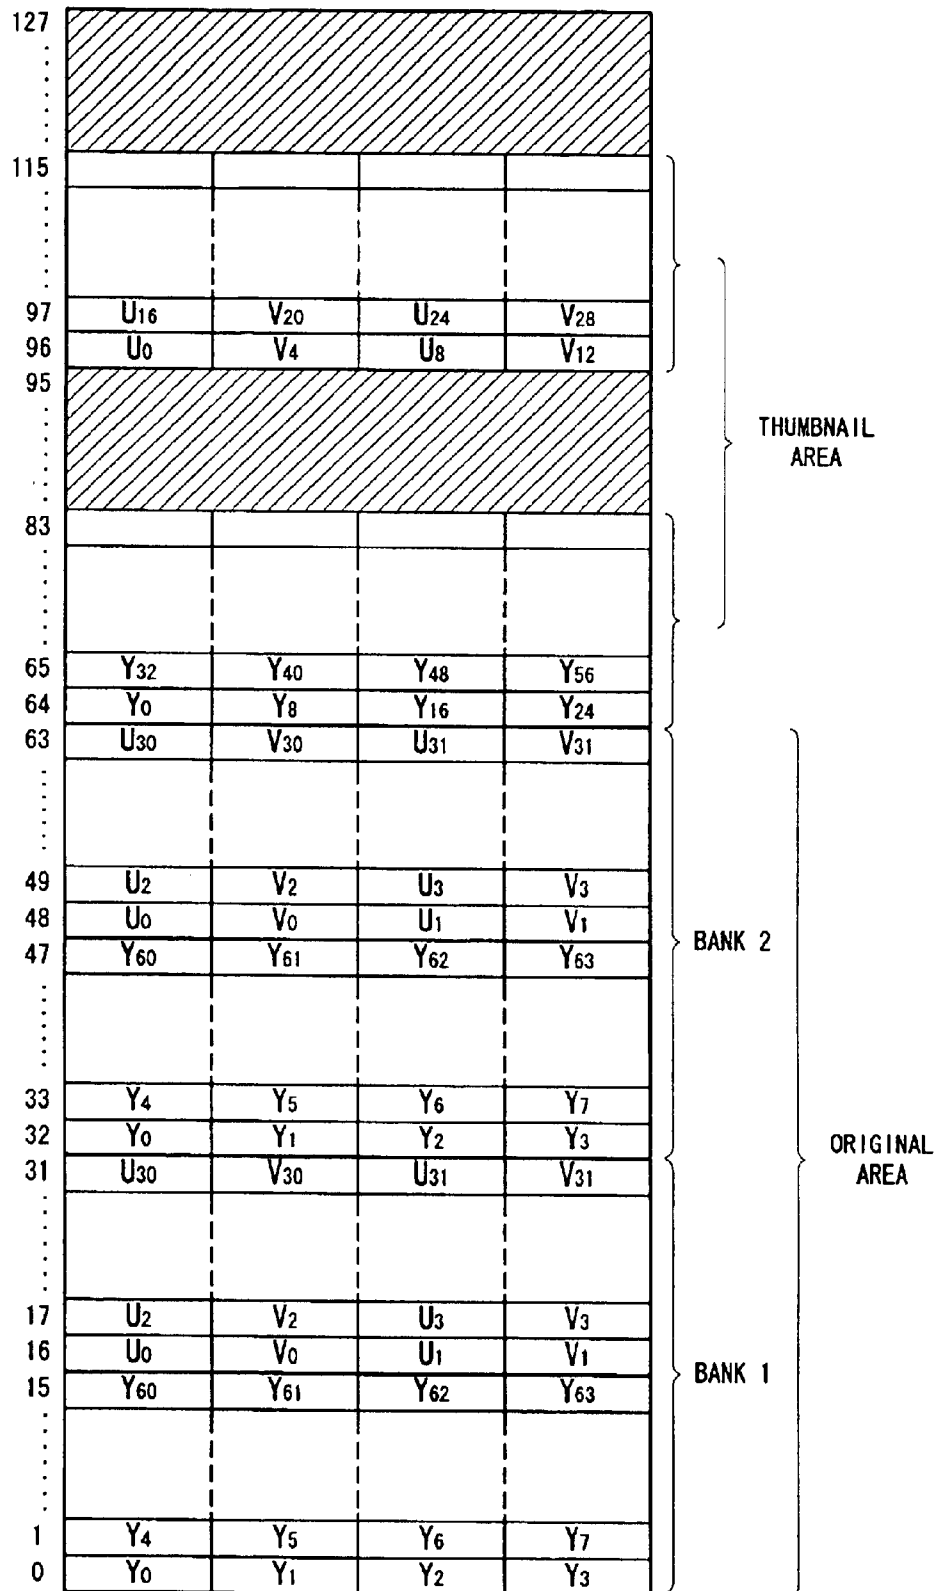 127
115
97 U16 V20 U24 V28
96 U0 V4 U8 V12
95
THUMBNAIL
AREA
83
65 Y32 Y40 Y48 Y56
64 Y0 Y8 Y16 Y24
63 U30 V30 U31 V31
49 U2 V2 U3 V3
48 U0 V0 U1 V1
47 Y60 Y61 Y62 Y63
BANK 2
33 Y4 Y5 Y6 Y7
32 Y0 Y1 Y2 Y3
31 U30 V30 U31 V31
ORIGINAL
AREA
17 U2 V2 U3 V3
16 U0 V0 U1 V1
15 Y60 Y61 Y62 Y63
BANK 1
1 Y4 Y5 Y6 Y7
0 Y0 Y1 Y2 Y3